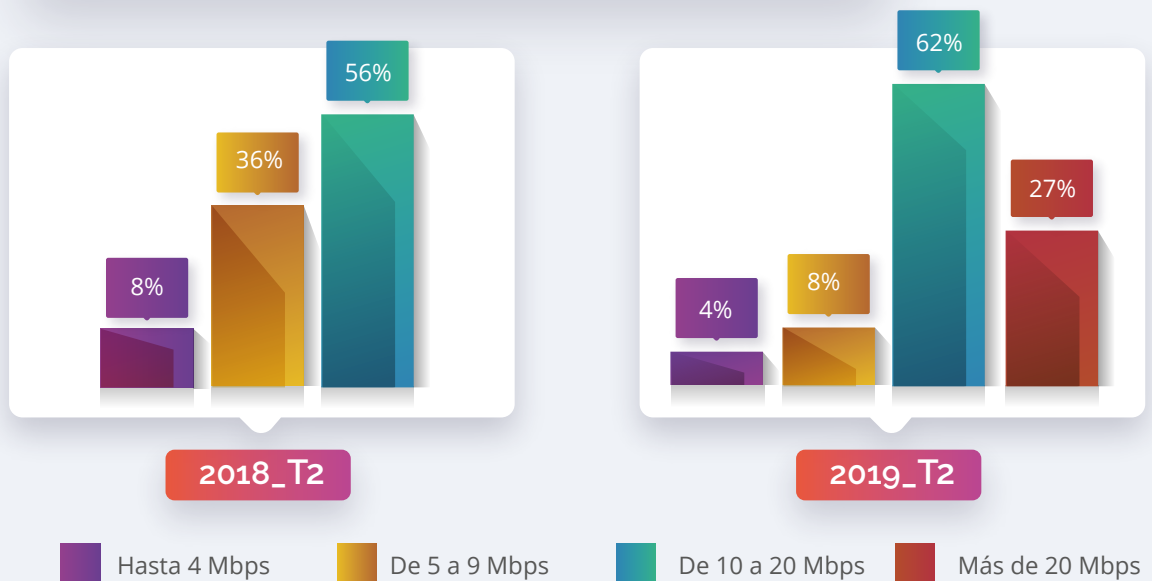 56%
36%
8%
2018_T2
62%
27%
8%
4%
2019_T2
Hasta 4 Mbps
De 5 a 9 Mbps
De 10 a 20 Mbps
Más de 20 Mbps